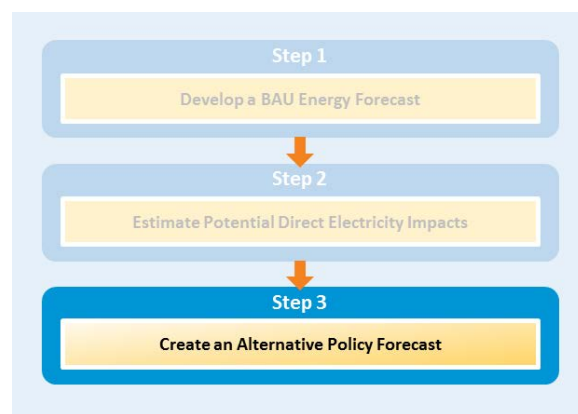 Step 1
Develop a BAU Energy Forecast
Step 2
Estimate Potential Direct Electricity Impacts
Step 3
Create an Alternative Policy Forecast